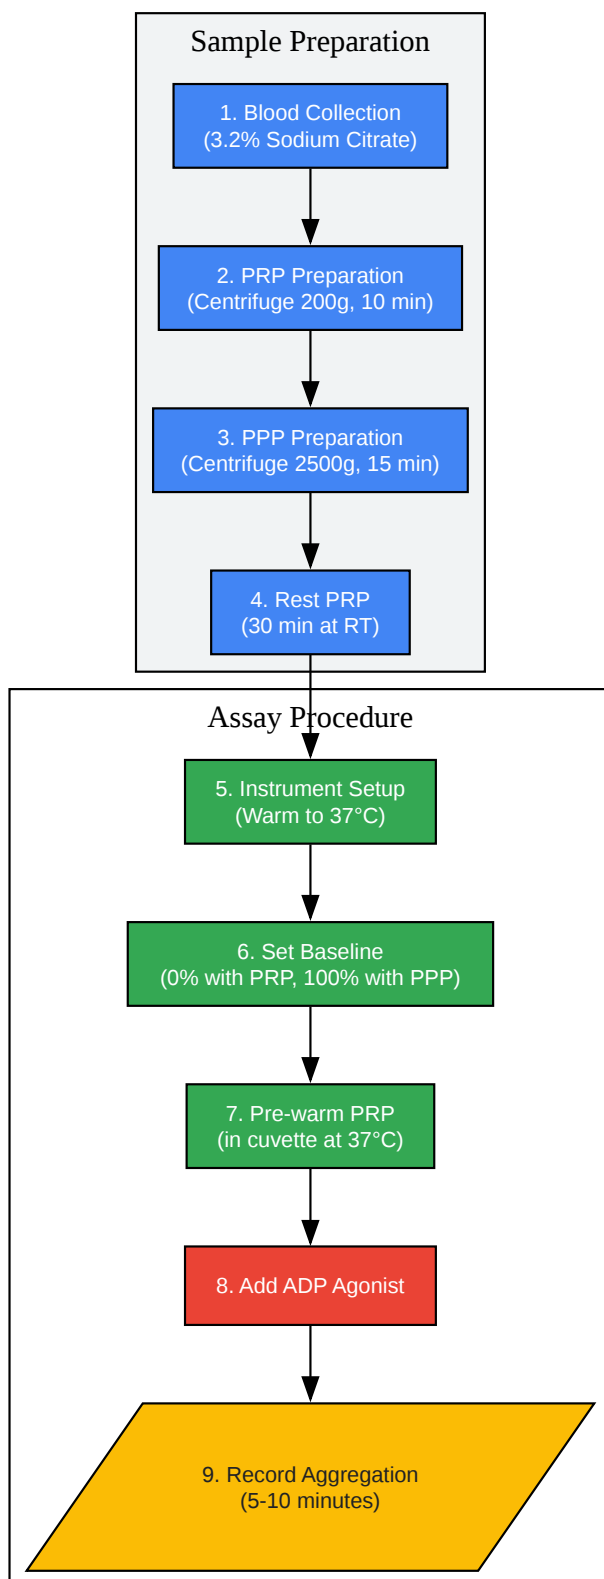 Sample Preparation
1. Blood Collection
(3.2% Sodium Citrate)
2. PRP Preparation
(Centrifuge 200g, 10 min)
3. PPP Preparation
(Centrifuge 2500g, 15 min)
4. Rest PRP
(30 min at RT)
Assay Procedure
5. Instrument Setup
(Warm to 37°C)
6. Set Baseline
(0% with PRP, 100% with PPP)
7. Pre-warm PRP
(in cuvette at 37°C)
8. Add ADP Agonist
9. Record Aggregation
(5-10 minutes)